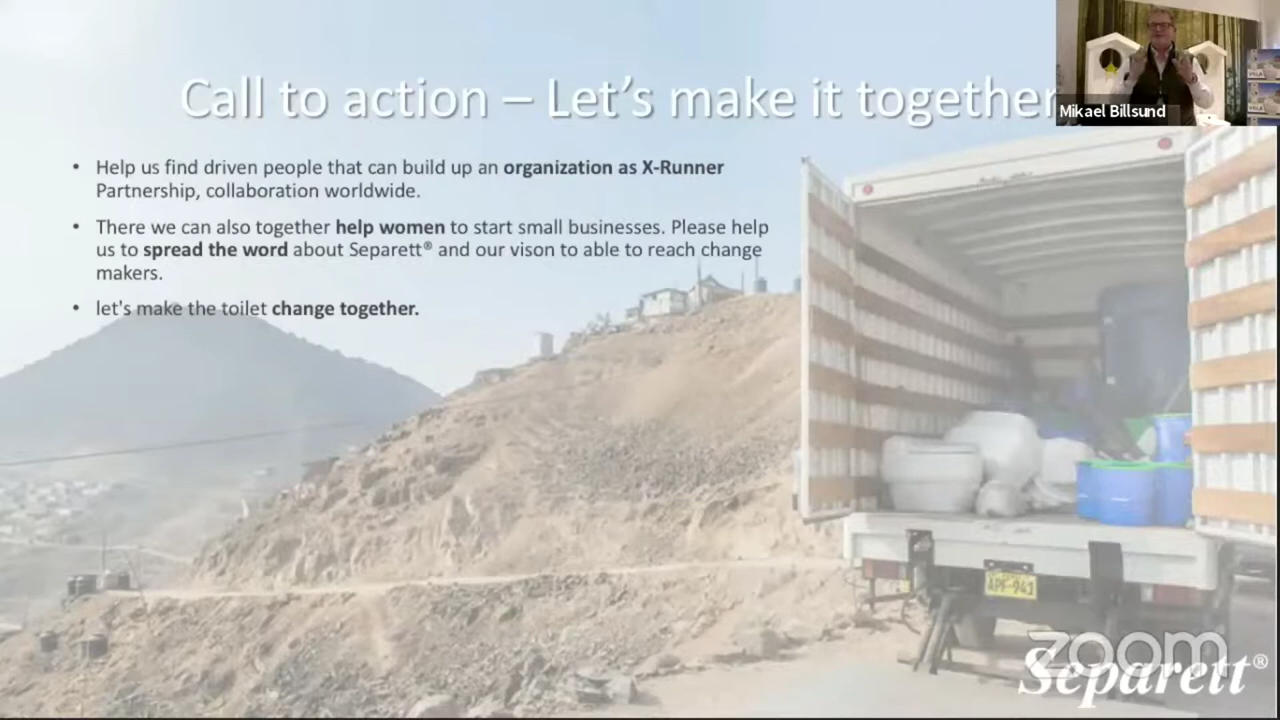 Call to action – Let's make it together
Mikael Billsund
• Help us find driven people that can build up an organization as X-Runner
Partnership, collaboration worldwide.
• There we can also together help women to start small businesses. Please help
us to spread the word about Separett® and our vison to able to reach change
makers.
• let's make the toilet change together.
APF-941
zoom
Separett®